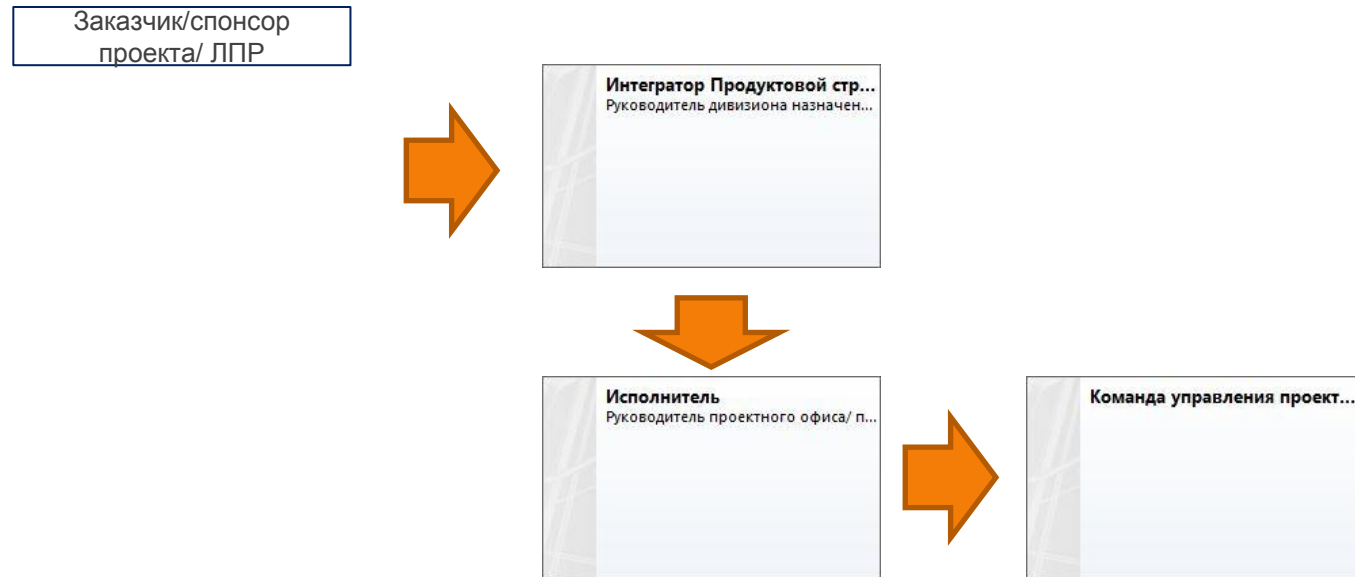 Заказчик/спонсор
проекта/ ЛПР
Интегратор Продуктовой стр...
Руководитель дивизиона назначен...
Исполнитель
Руководитель проектного офиса/ п...
Команда управления проект...